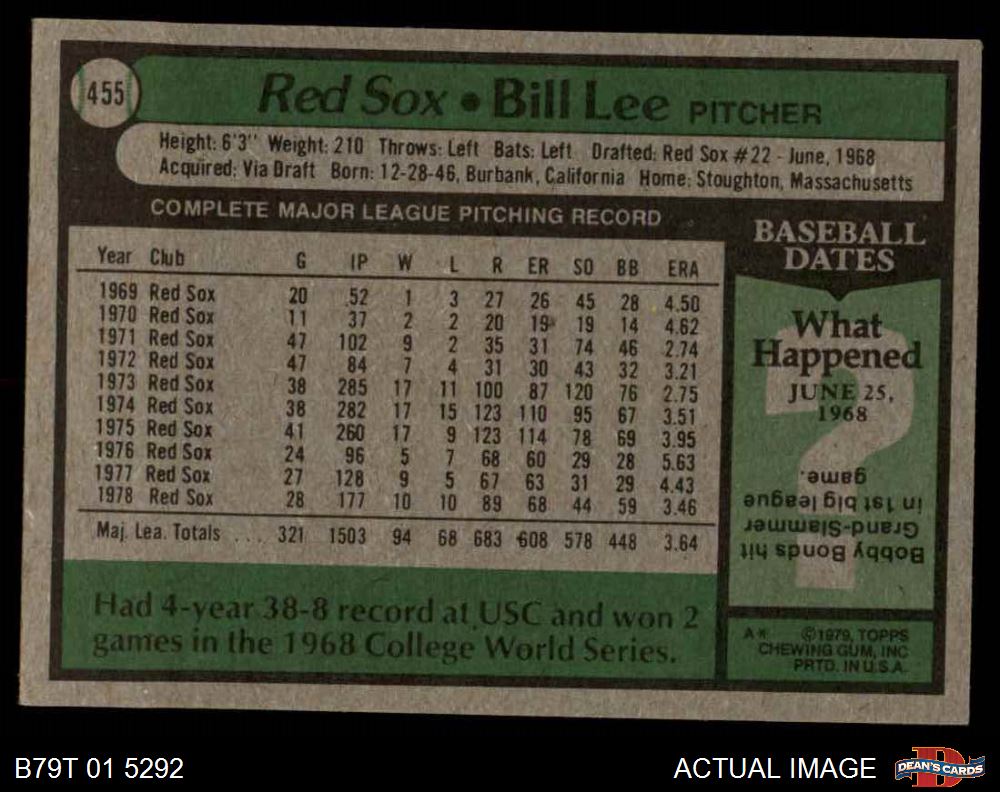 455
Red Sox • Bill Lee PITCHER
Height: 6'3" Weight: 210 Throws: Left Bats: Left Drafted: Red Sox #22 - June, 1968
Acquired: Via Draft Born: 12-28-46, Burbank, California Home: Stoughton, Massachusetts
COMPLETE MAJOR LEAGUE PITCHING RECORD
Year Club G IP W L R ER SO BB ERA
1969 Red Sox 20 52 1 3 27 26 45 28 4.50
1970 Red Sox 11 37 2 2 20 19 19 14 4.62
1971 Red Sox 47 102 9 2 35 31 74 46 2.74
1972 Red Sox 47 84 7 4 31 30 43 32 3.21
1973 Red Sox 38 285 17 11 100 87 120 76 2.75
1974 Red Sox 38 282 17 15 123 110 95 67 3.51
1975 Red Sox 41 260 17 9 123 114 78 69 3.95
1976 Red Sox 24 96 5 7 68 60 29 28 5.63
1977 Red Sox 27 128 9 5 67 63 31 29 4.43
1978 Red Sox 28 177 10 10 89 68 44 59 3.46
Maj. Lea. Totals . . . 321 1503 94 68 683 608 578 448 3.64
Had 4-year 38-8 record at USC and won 2
games in the 1968 College World Series.
BASEBALL
DATES
What
Happened
JUNE 25,
1968
?
Bobby Bonds hit
Grand-Slammer
in 1st big league
game.
A* ©1979, TOPPS
CHEWING GUM, INC
PRTD. IN U.S.A.
B79T 01 5292
ACTUAL IMAGE
DEAN'S CARDS